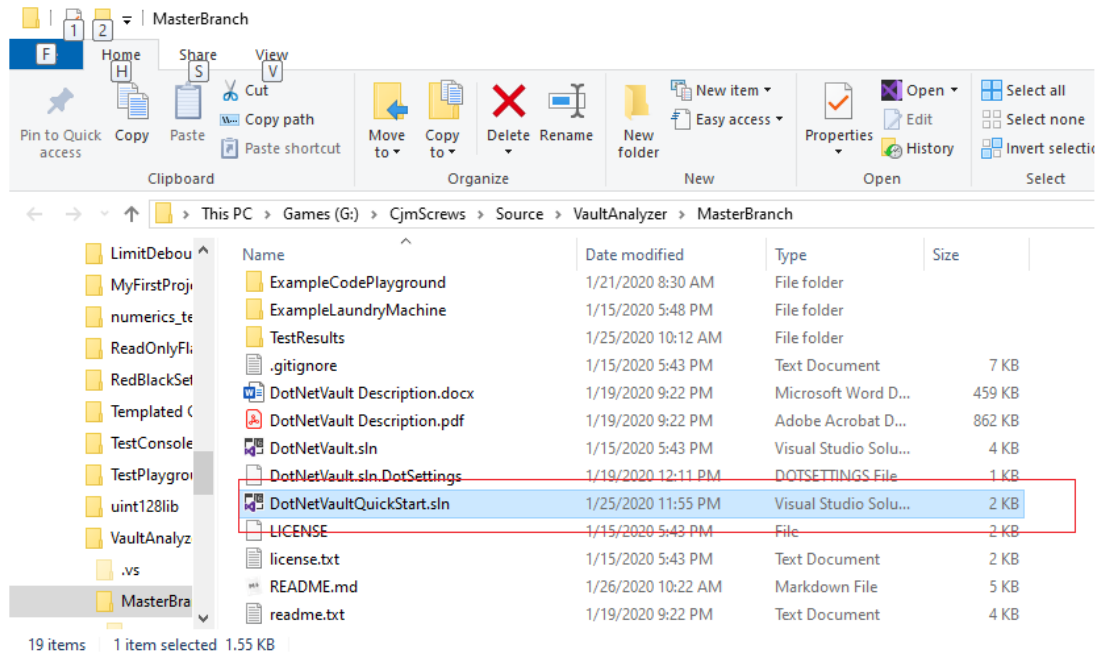 MasterBranch
1 2
F Home Share View
H S V
Pin to Quick access
Copy
Paste
Cut
Copy path
Paste shortcut
Clipboard
Move to
Copy to
Delete
Rename
Organize
New folder
New item
Easy access
New
Properties
Open
Edit
History
Open
Select all
Select none
Invert selectio
Select
This PC > Games (G:) > CjmScrews > Source > VaultAnalyzer > MasterBranch
LimitDebou
MyFirstProj
numerics_te
ReadOnlyFl
RedBlackSet
Templated
TestConsole
TestPlaygro
uint128lib
VaultAnalyz
.vs
MasterBra
Name Date modified Type Size
ExampleCodePlayground 1/21/2020 8:30 AM File folder
ExampleLaundryMachine 1/15/2020 5:48 PM File folder
TestResults 1/25/2020 10:12 AM File folder
.gitignore 1/15/2020 5:43 PM Text Document 7 KB
DotNetVault Description.docx 1/19/2020 9:22 PM Microsoft Word D... 459 KB
DotNetVault Description.pdf 1/19/2020 9:22 PM Adobe Acrobat D... 862 KB
DotNetVault.sln 1/15/2020 5:43 PM Visual Studio Solu... 4 KB
DotNetVault.sln.DotSettings 1/19/2020 12:11 PM DOTSETTINGS File 1 KB
DotNetVaultQuickStart.sln 1/25/2020 11:55 PM Visual Studio Solu... 2 KB
LICENSE 1/15/2020 5:43 PM File 2 KB
license.txt 1/15/2020 5:43 PM Text Document 2 KB
README.md 1/26/2020 10:22 AM Markdown File 5 KB
readme.txt 1/19/2020 9:22 PM Text Document 4 KB
19 items 1 item selected 1.55 KB